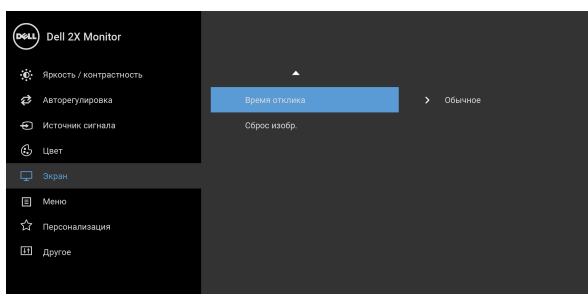 DELL
Dell 2X Monitor
Яркость / контрастность
Авторегулировка
Источник сигнала
Цвет
Экран
Меню
Персонализация
Другое
Время отклика
Обычное
Сброс изобр.